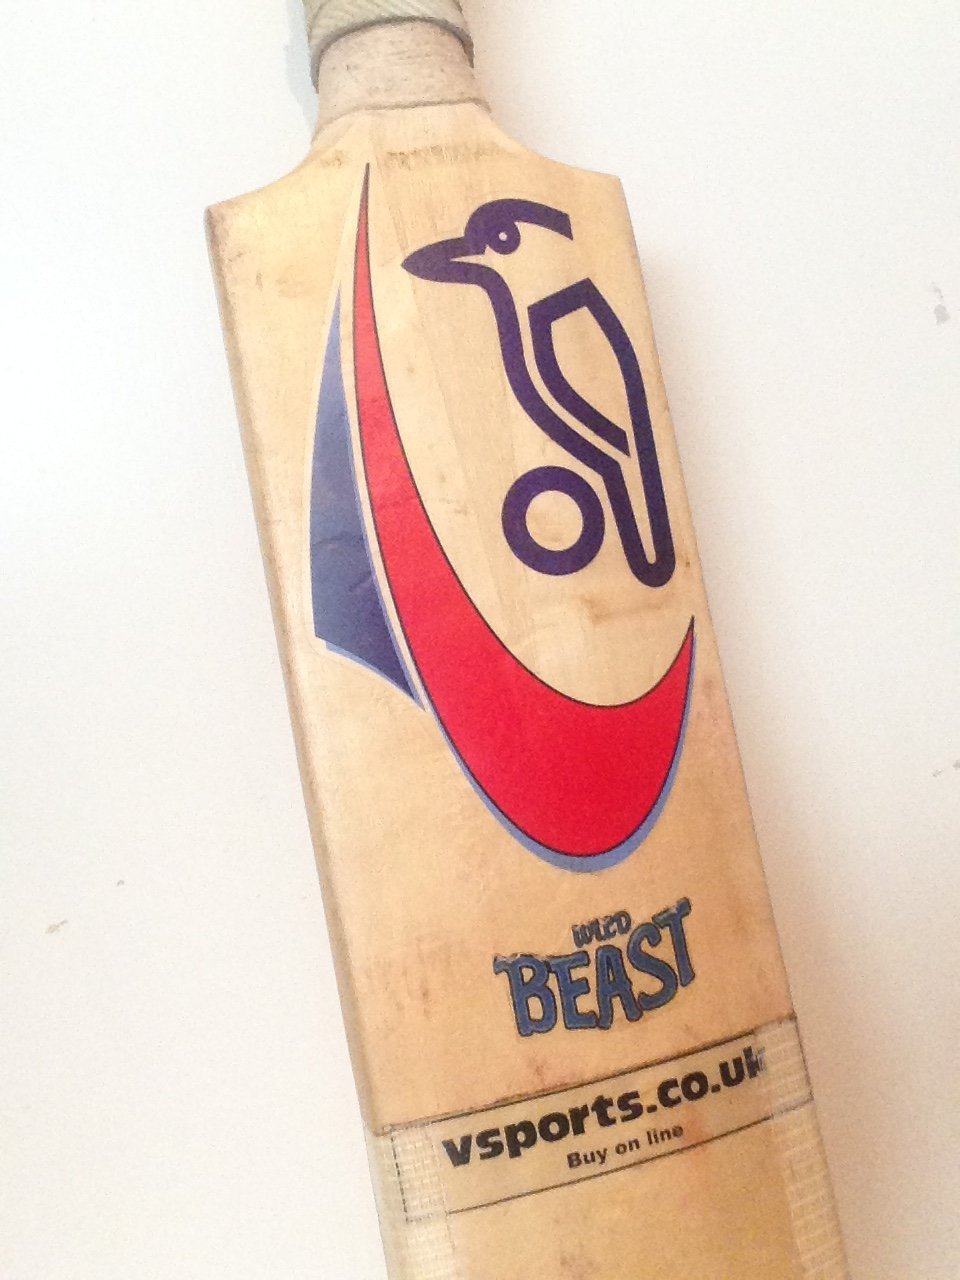 WILD
BEAST
vsports.co.uk
Buy on line